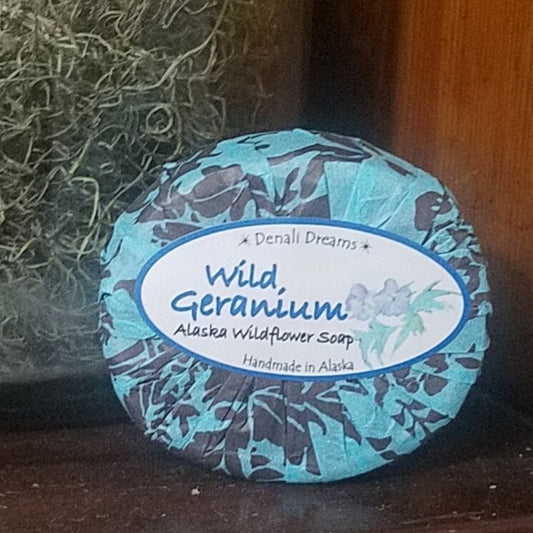 Denali Dreams
Wild
Geranium
Alaska Wildflower Soap
Handmade in Alaska